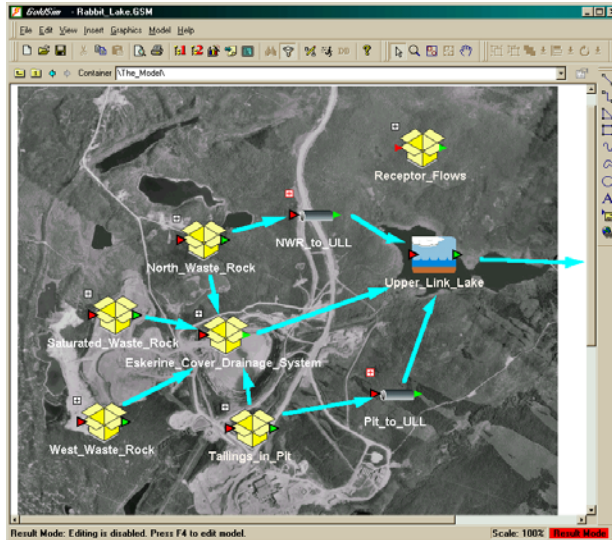 GoldSim - Rabbit_Lake.GSM
File Edit View Insert Graphics Model Help
Container \The_Model\
Receptor_Flows
NWR_to_ULL
North_Waste_Rock
Upper_Link_Lake
Saturated_Waste_Rock
Eskerine_Cover_Drainage_System
Pit_to_ULL
West_Waste_Rock
Tailings_in_Pit
Result Mode: Editing is disabled. Press F4 to edit model. Scale: 100% Result Mode